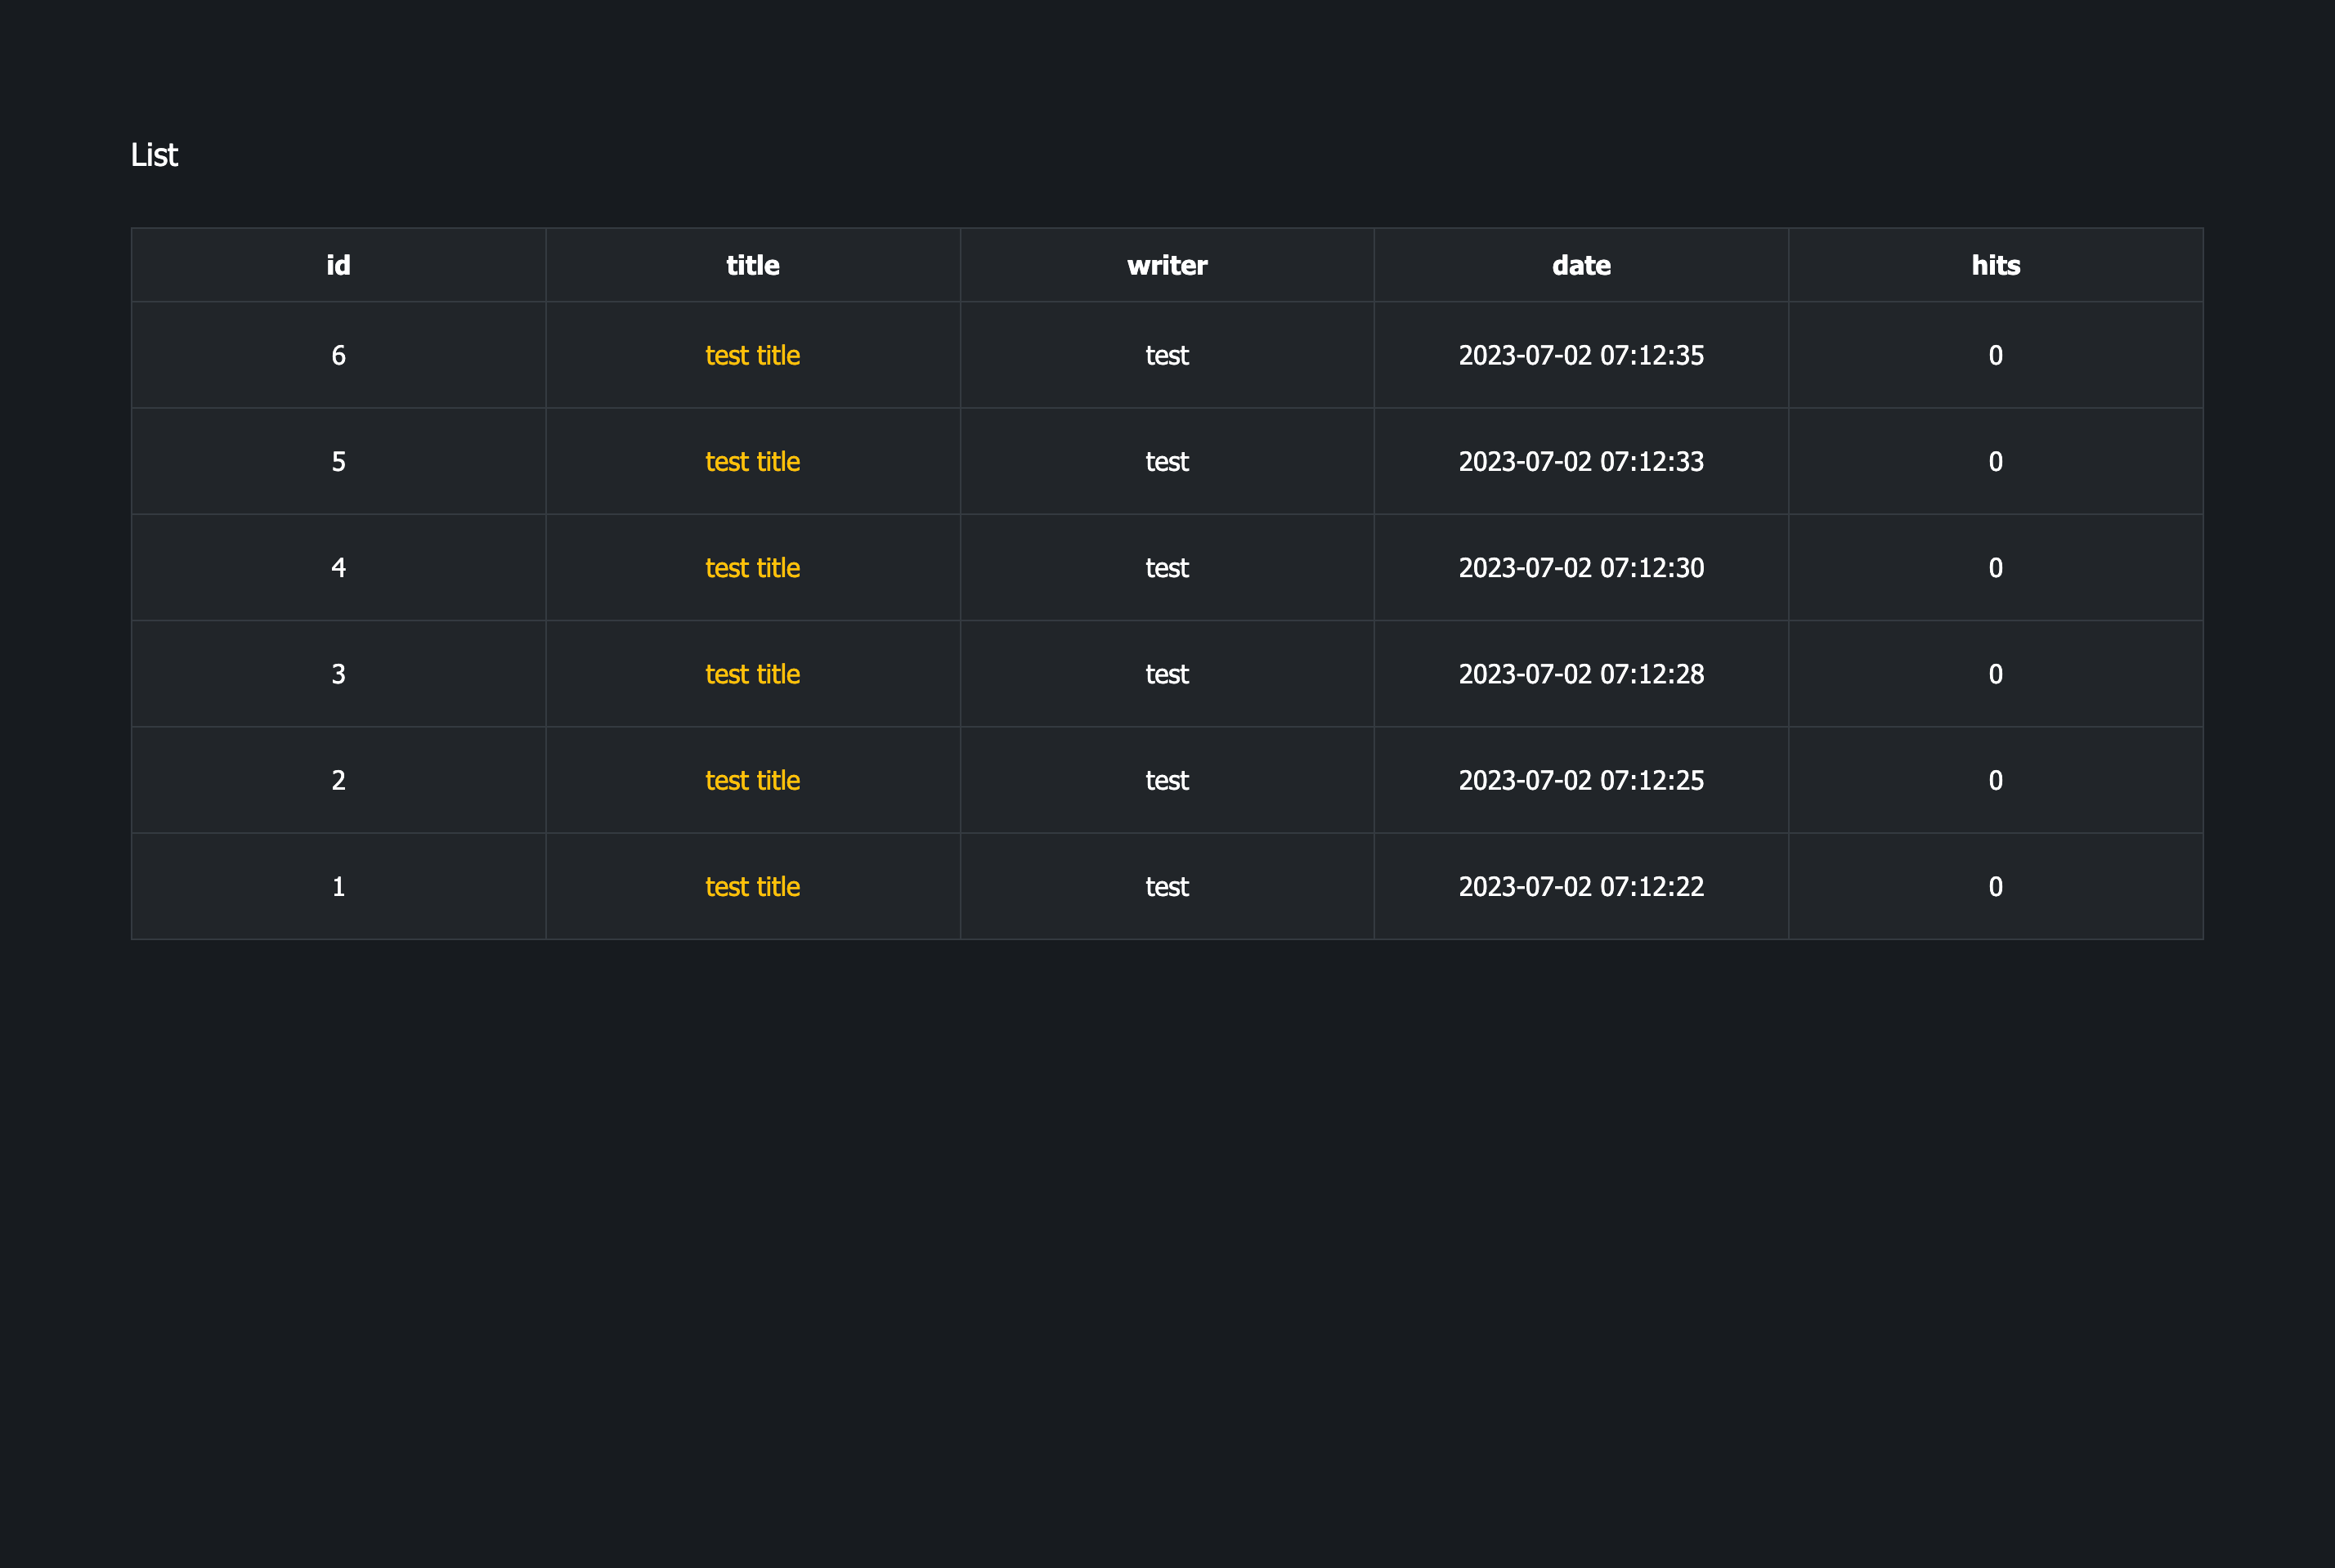 List
id title writer date hits
6 test title test 2023-07-02 07:12:35 0
5 test title test 2023-07-02 07:12:33 0
4 test title test 2023-07-02 07:12:30 0
3 test title test 2023-07-02 07:12:28 0
2 test title test 2023-07-02 07:12:25 0
1 test title test 2023-07-02 07:12:22 0